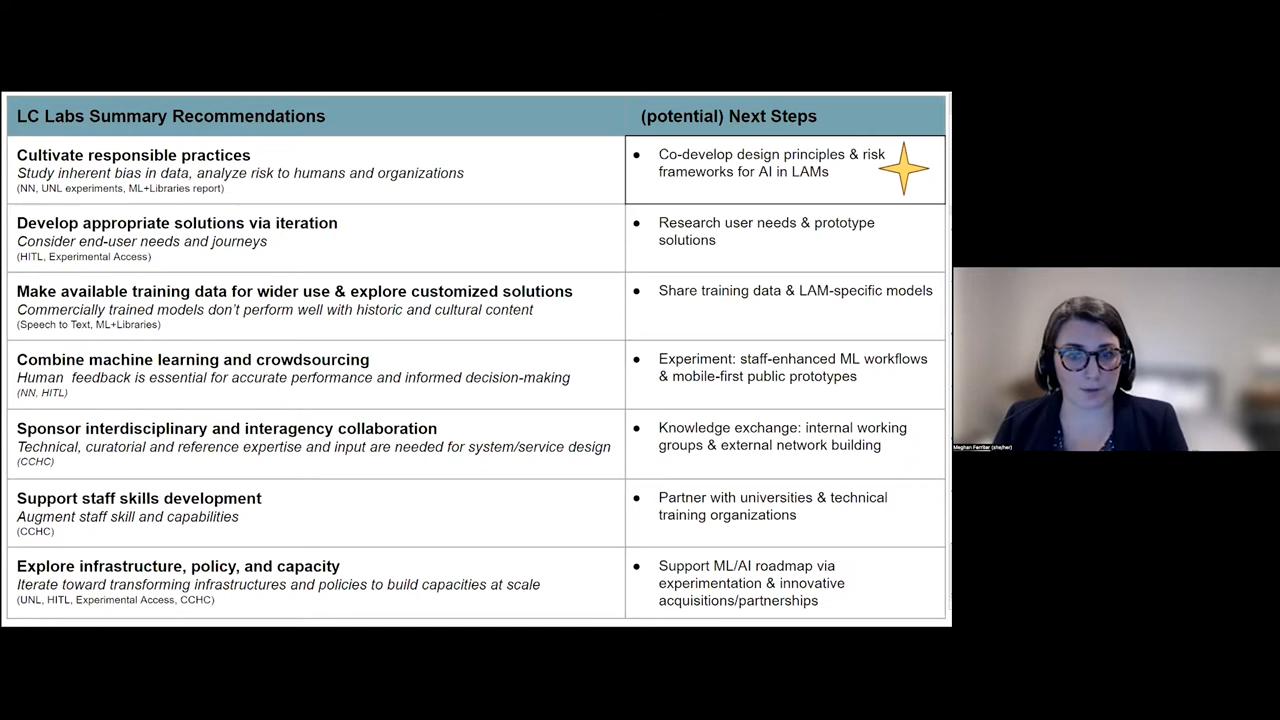 LC Labs Summary Recommendations
(potential) Next Steps
Cultivate responsible practices
Study inherent bias in data, analyze risk to humans and organizations
(NN, UNL experiments, ML+Libraries report)
● Co-develop design principles & risk
frameworks for AI in LAMs
Develop appropriate solutions via iteration
Consider end-user needs and journeys
(HITL, Experimental Access)
● Research user needs & prototype
solutions
Make available training data for wider use & explore customized solutions
Commercially trained models don't perform well with historic and cultural content
(Speech to Text, ML+Libraries)
● Share training data & LAM-specific models
Combine machine learning and crowdsourcing
Human feedback is essential for accurate performance and informed decision-making
(NN, HITL)
● Experiment: staff-enhanced ML workflows
& mobile-first public prototypes
Sponsor interdisciplinary and interagency collaboration
Technical, curatorial and reference expertise and input are needed for system/service design
(CCHC)
● Knowledge exchange: internal working
groups & external network building
Support staff skills development
Augment staff skill and capabilities
(CCHC)
● Partner with universities & technical
training organizations
Explore infrastructure, policy, and capacity
Iterate toward transforming infrastructures and policies to build capacities at scale
(UNL, HITL, Experimental Access, CCHC)
● Support ML/AI roadmap via
experimentation & innovative
acquisitions/partnerships
Meghan Ferriter (she/her)